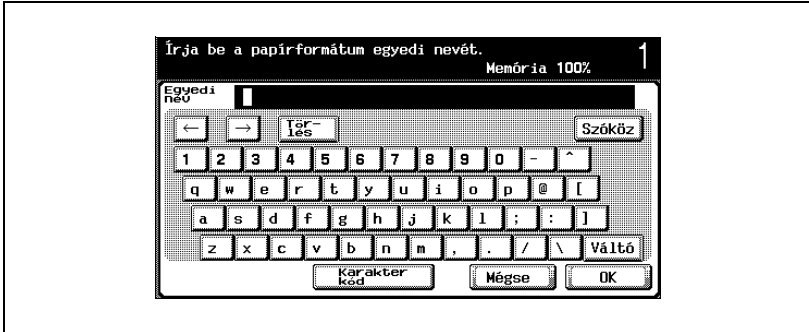 Írja be a papírformátum egyedi nevét.
Memória 100%
1
Egyedi
név
← → Tör-
lés
Szóköz
1 2 3 4 5 6 7 8 9 0 - ^
q w e r t y u i o p @ [
a s d f g h j k l ; : ]
z x c v b n m , . / \ Váltó
Karakter
kód
Mégse OK